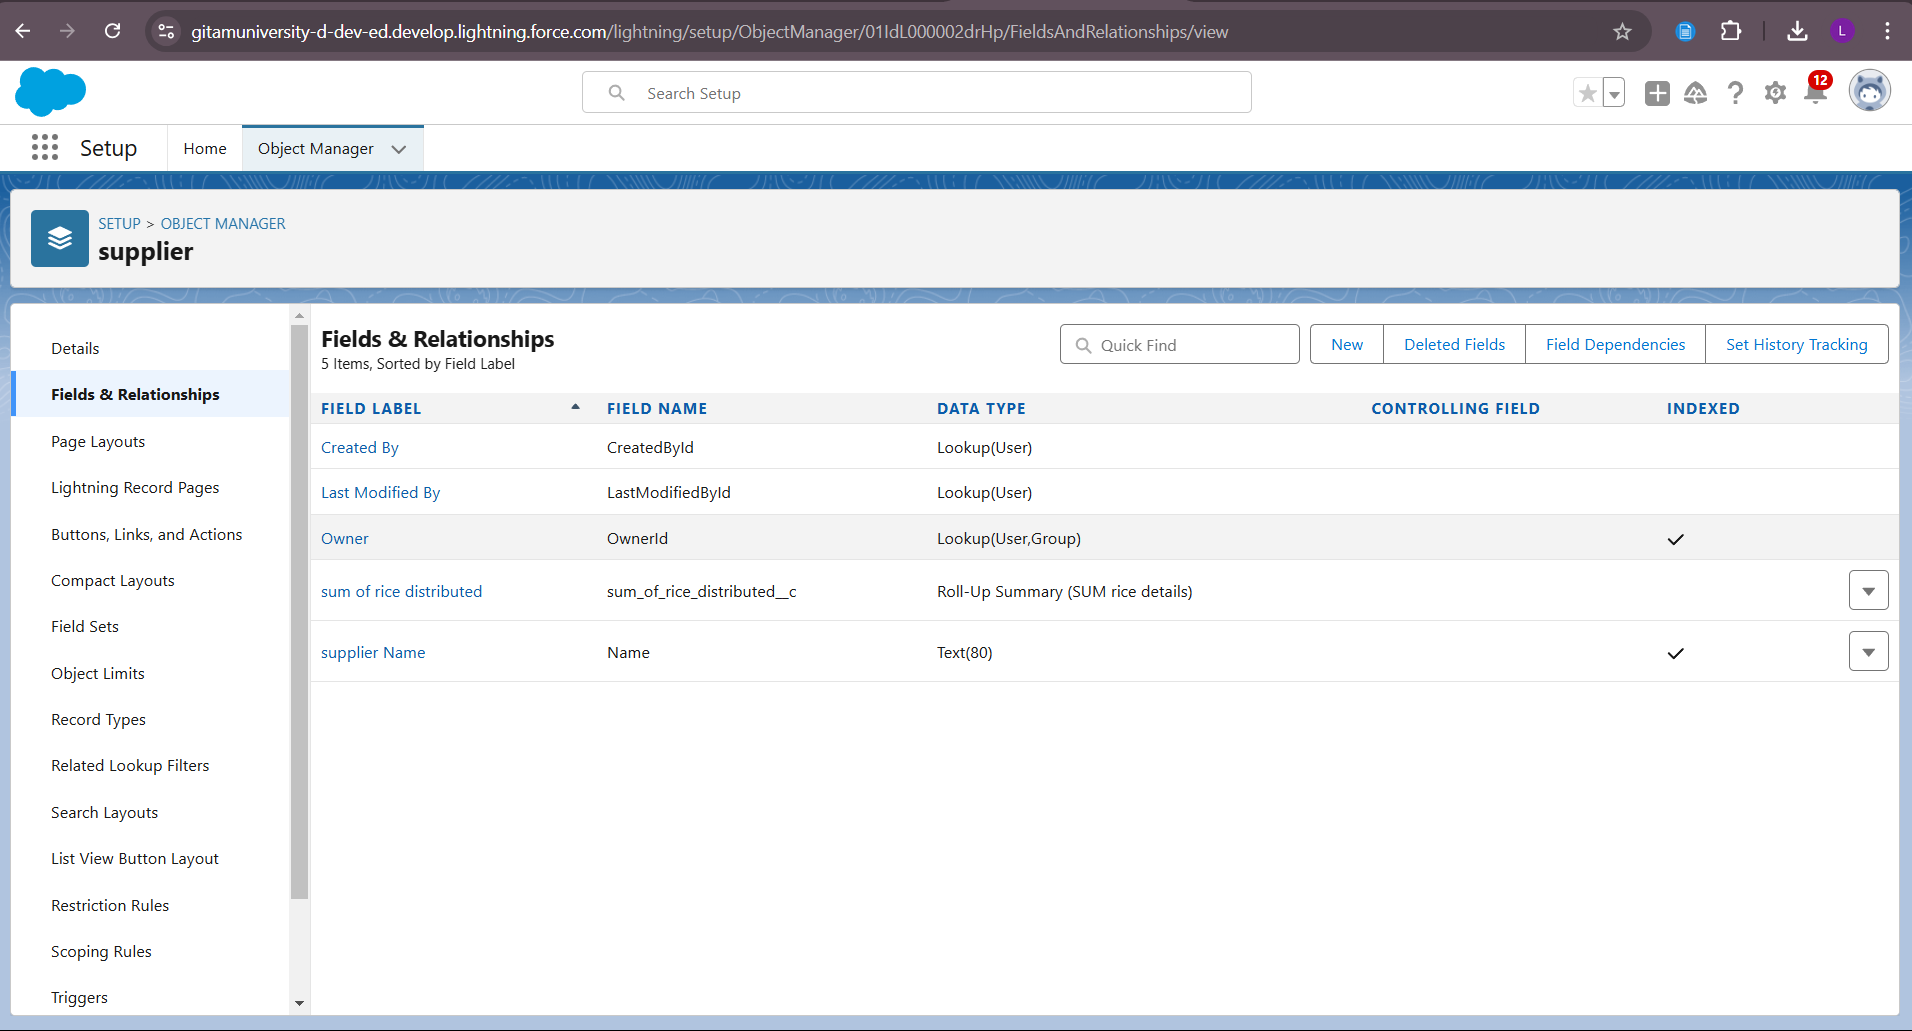 gitamuniversity-d-dev-ed.develop.lightning.force.com/lightning/setup/ObjectManager/01IdL000002drHp/FieldsAndRelationships/view
L
Search Setup
12
Setup
Home
Object Manager
SETUP > OBJECT MANAGER
supplier
Details
Fields & Relationships
Page Layouts
Lightning Record Pages
Buttons, Links, and Actions
Compact Layouts
Field Sets
Object Limits
Record Types
Related Lookup Filters
Search Layouts
List View Button Layout
Restriction Rules
Scoping Rules
Triggers
Fields & Relationships
5 Items, Sorted by Field Label
Quick Find
New
Deleted Fields
Field Dependencies
Set History Tracking
FIELD LABEL FIELD NAME DATA TYPE CONTROLLING FIELD INDEXED
Created By CreatedById Lookup(User)
Last Modified By LastModifiedById Lookup(User)
Owner OwnerId Lookup(User,Group)
sum of rice distributed sum_of_rice_distributed__c Roll-Up Summary (SUM rice details)
supplier Name Name Text(80)